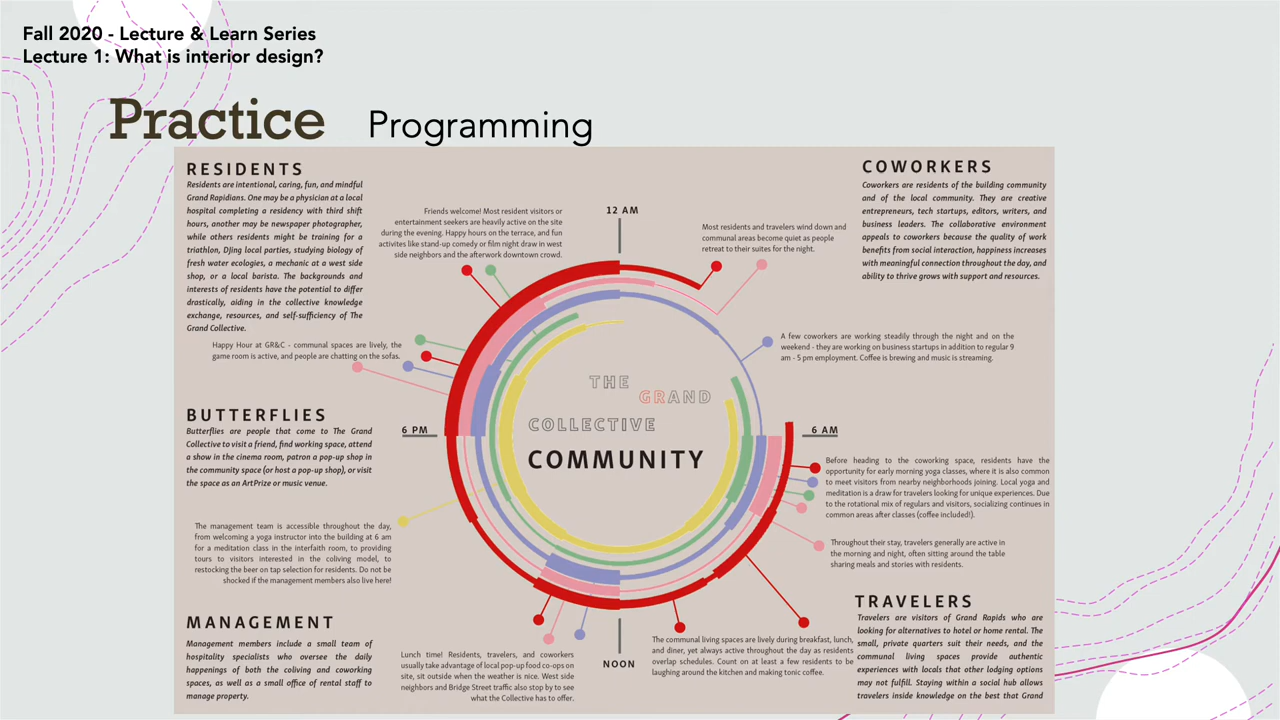 Fall 2020 - Lecture & Learn Series
Lecture 1: What is interior design?
Practice
Programming
RESIDENTS
Residents are intentional, caring, fun, and mindful
Grand Rapidians. One may be a physician at a local
hospital completing a residency with third shift
hours, another may be newspaper photographer,
while others residents might be training for a
triathlon, DJing local parties, studying biology of
fresh water ecologies, a mechanic at a west side
shop, or a local barista. The backgrounds and
interests of residents have the potential to differ
drastically, aiding in the collective knowledge
exchange, resources, and self-sufficiency of The
Grand Collective.
Friends welcome! Most resident visitors or
entertainment seekers are heavily active on the site
during the evening. Happy hours on the terrace, and fun
activites like stand-up comedy or film night draw in west
side neighbors and the afterwork downtown crowd.
12 AM
Most residents and travelers wind down and
communal areas become quiet as people
retreat to their suites for the night.
COWORKERS
Coworkers are residents of the building community
and of the local community. They are creative
entrepreneurs, tech startups, editors, writers, and
business leaders. The collaborative environment
appeals to coworkers because the quality of work
benefits from social interaction, happiness increases
with meaningful connection throughout the day, and
ability to thrive grows with support and resources.
Happy Hour at GR&C - communal spaces are lively, the
game room is active, and people are chatting on the sofas.
A few coworkers are working steadily through the night and on the
weekend - they are working on business startups in addition to regular 9
am - 5 pm employment. Coffee is brewing and music is streaming.
THE
GRAND
COLLECTIVE
COMMUNITY
BUTTERFLIES
Butterflies are people that come to The Grand
Collective to visit a friend, find working space, attend
a show in the cinema room, patron a pop-up shop in
the community space (or host a pop-up shop), or visit
the space as an ArtPrize or music venue.
6 PM
6 AM
Before heading to the coworking space, residents have the
opportunity for early morning yoga classes, where it is also common
to meet visitors from nearby neighborhoods joining. Local yoga and
meditation is a draw for travelers looking for unique experiences. Due
to the rotational mix of regulars and visitors, socializing continues in
common areas after classes (coffee included!).
The management team is accessible throughout the day,
from welcoming a yoga instructor into the building at 6 am
for a meditation class in the interfaith room, to providing
tours to visitors interested in the coliving model, to
restocking the beer on tap selection for residents. Do not be
shocked if the management members also live here!
Throughout their stay, travelers generally are active in
the morning and night, often sitting around the table
sharing meals and stories with residents.
MANAGEMENT
Management members include a small team of
hospitality specialists who oversee the daily
happenings of both the coliving and coworking
spaces, as well as a small office of rental staff to
manage property.
Lunch time! Residents, travelers, and coworkers
usually take advantage of local pop-up food co-ops on
site, sit outside when the weather is nice. West side
neighbors and Bridge Street traffic also stop by to see
what the Collective has to offer.
NOON
The communal living spaces are lively during breakfast, lunch,
and dinner, yet always active throughout the day as residents
overlap schedules. Count on at least a few residents to be
laughing around the kitchen and making tonic coffee.
TRAVELERS
Travelers are visitors of Grand Rapids who are
looking for alternatives to hotel or home rental. The
small, private quarters suit their needs, and the
communal living spaces provide authentic
experiences with locals that other lodging options
may not fulfill. Staying within a social hub allows
travelers inside knowledge on the best that Grand